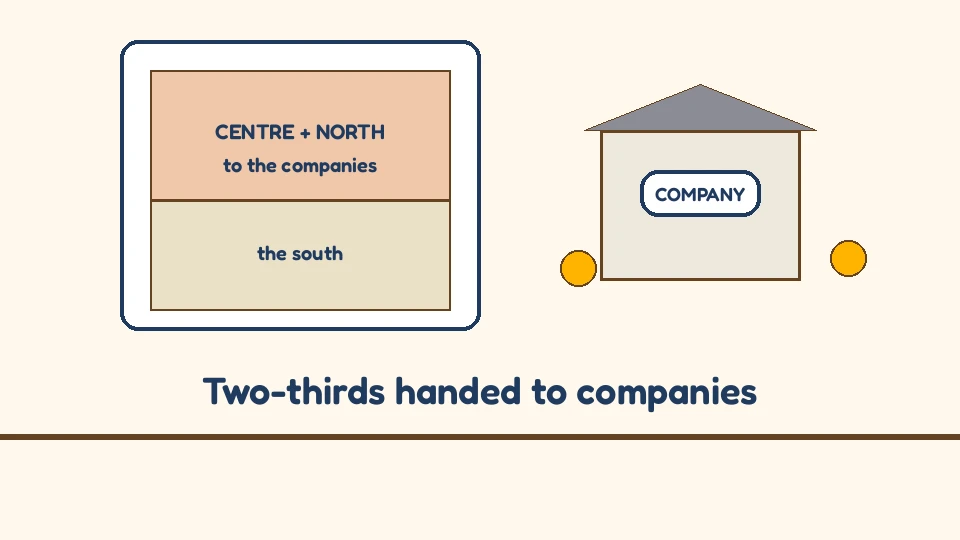 CENTRE + NORTH
to the companies
the south
COMPANY
Two-thirds handed to companies